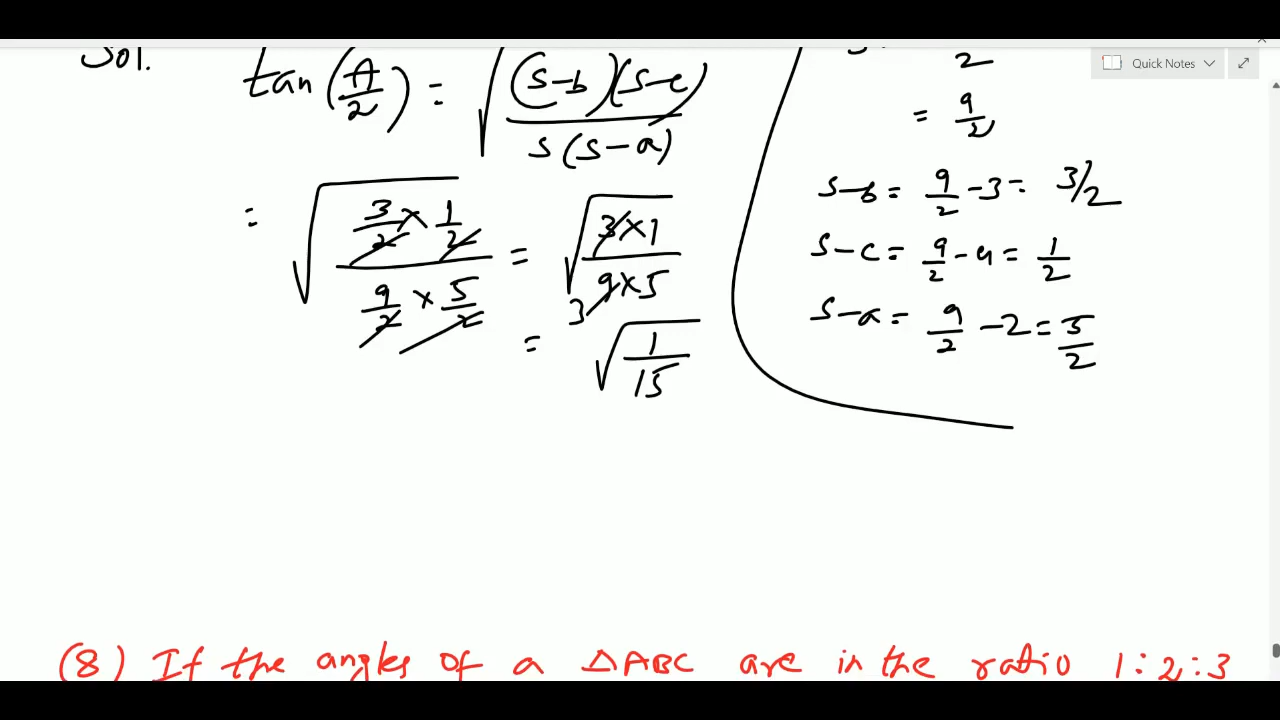 Quick Notes
Sol.
tan(A/2) = √((s-b)(s-c) / s(s-a))
= √((3/2 × 1/2) / (9/2 × 5/2)) = √((3×1) / (9×5))
3
= √(1/15)
2
= 9/2
s-b = 9/2 - 3 = 3/2
s-c = 9/2 - 4 = 1/2
s-a = 9/2 - 2 = 5/2
(8) If the angles of a △ABC are in the ratio 1:2:3